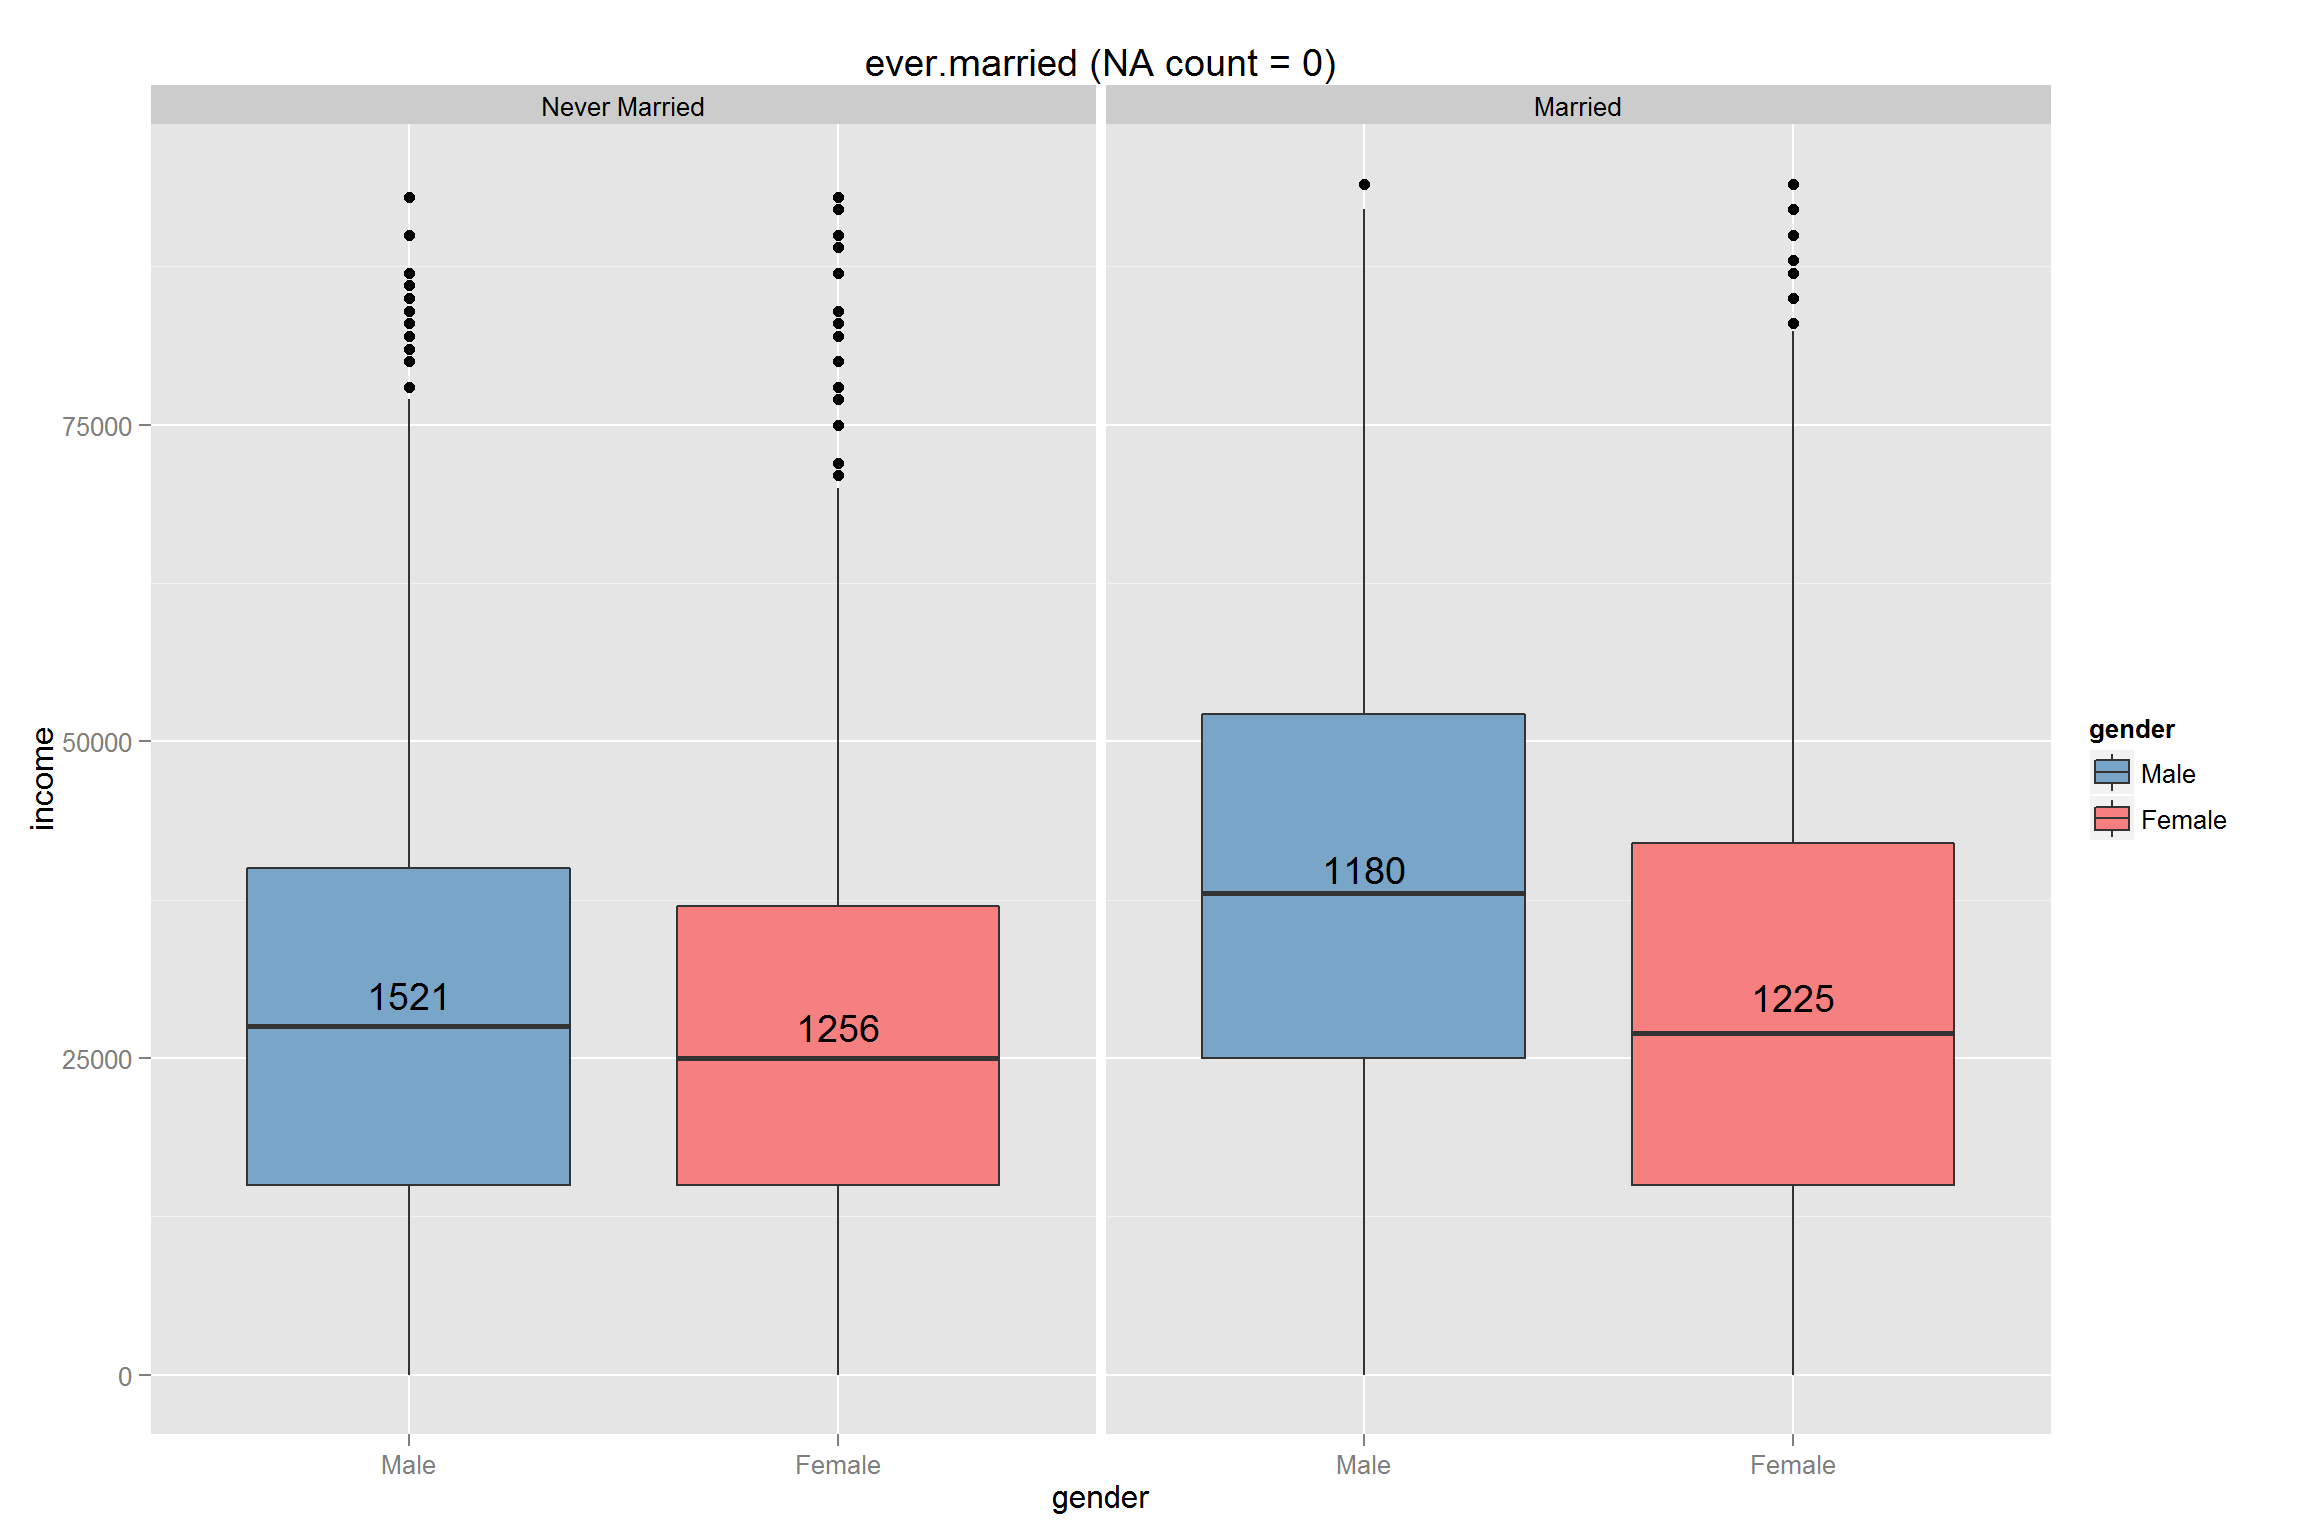 ever.married (NA count = 0)
Never Married
Married
75000
50000
25000
0
income
1521
1256
1180
1225
Male
Female
Male
Female
gender
gender
Male
Female